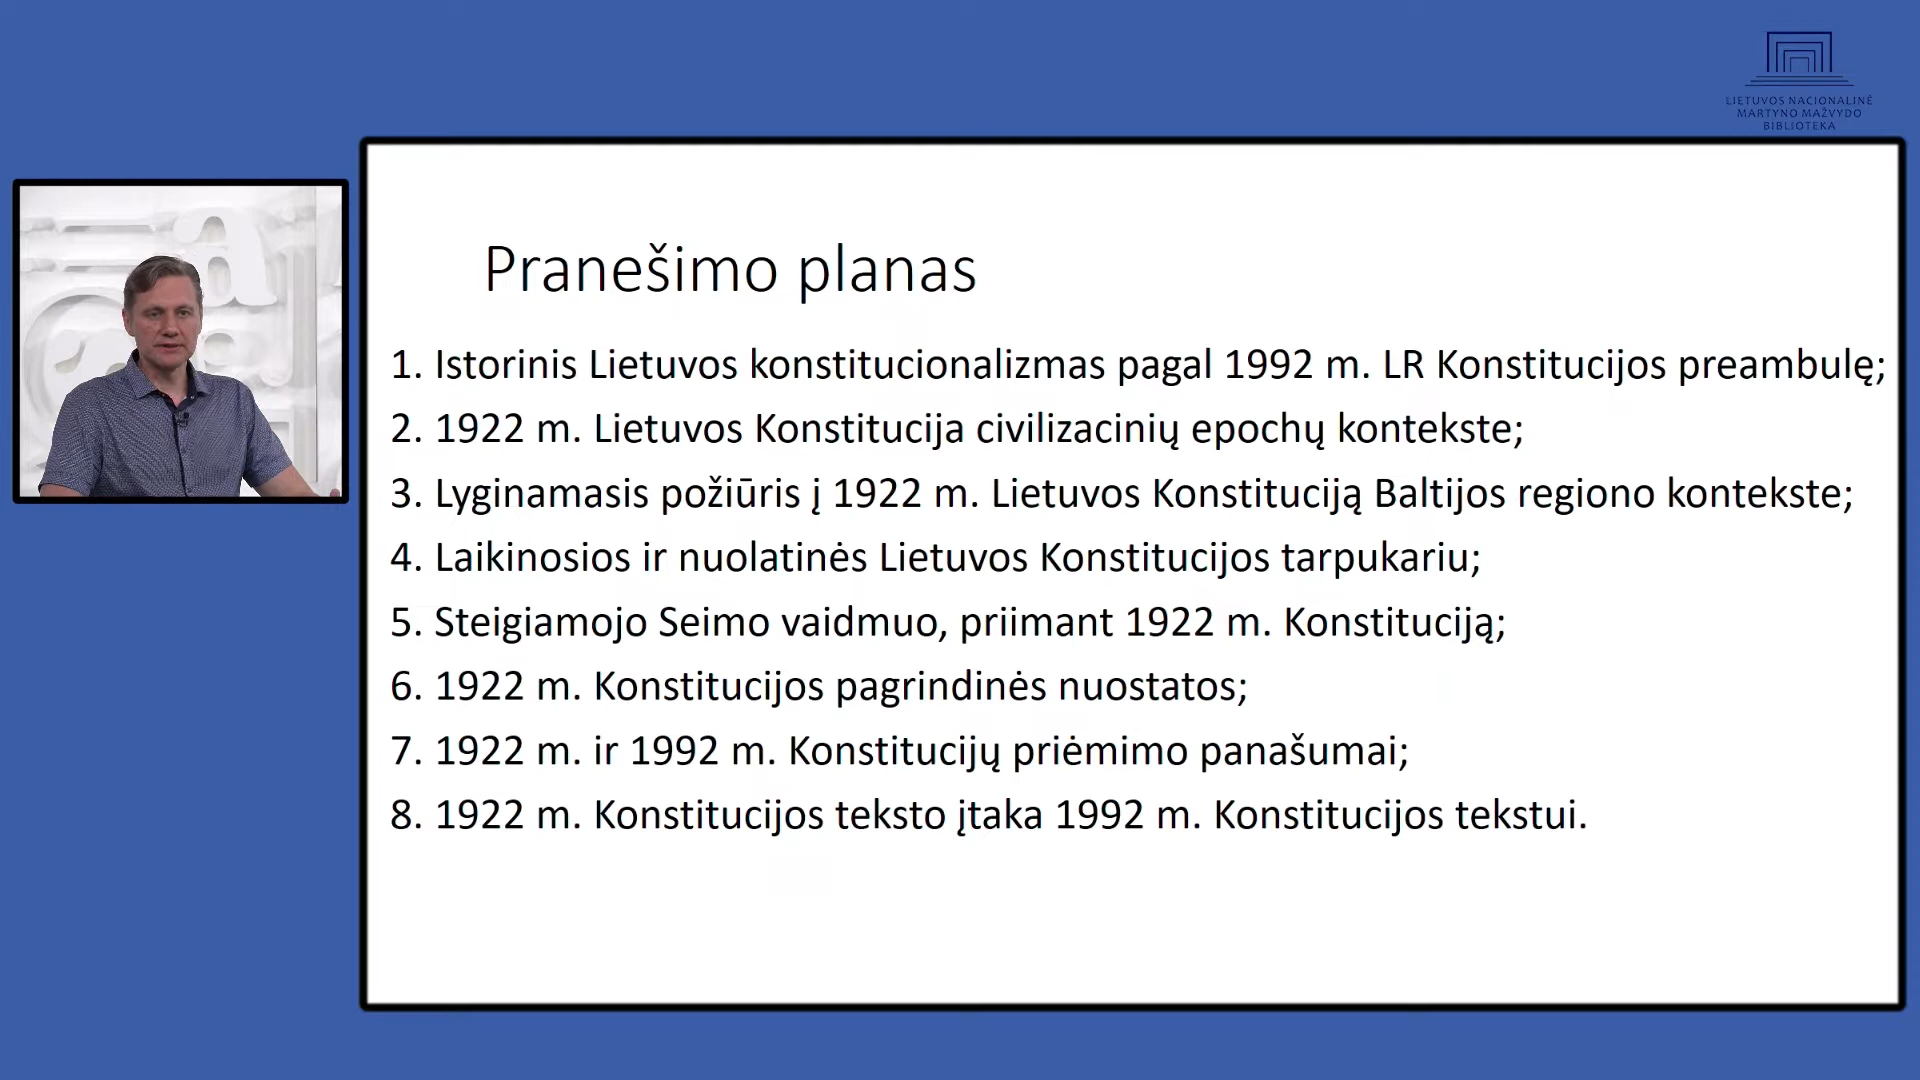 LIETUVOS NACIONALINĖ
MARTYNO MAŽVYDO
BIBLIOTEKA
Pranešimo planas
1. Istorinis Lietuvos konstitucionalizmas pagal 1992 m. LR Konstitucijos preambulę;
2. 1922 m. Lietuvos Konstitucija civilizacinių epochų kontekste;
3. Lyginamasis požiūris į 1922 m. Lietuvos Konstituciją Baltijos regiono kontekste;
4. Laikinosios ir nuolatinės Lietuvos Konstitucijos tarpukariu;
5. Steigiamojo Seimo vaidmuo, priimant 1922 m. Konstituciją;
6. 1922 m. Konstitucijos pagrindinės nuostatos;
7. 1922 m. ir 1992 m. Konstitucijų priėmimo panašumai;
8. 1922 m. Konstitucijos teksto įtaka 1992 m. Konstitucijos tekstui.